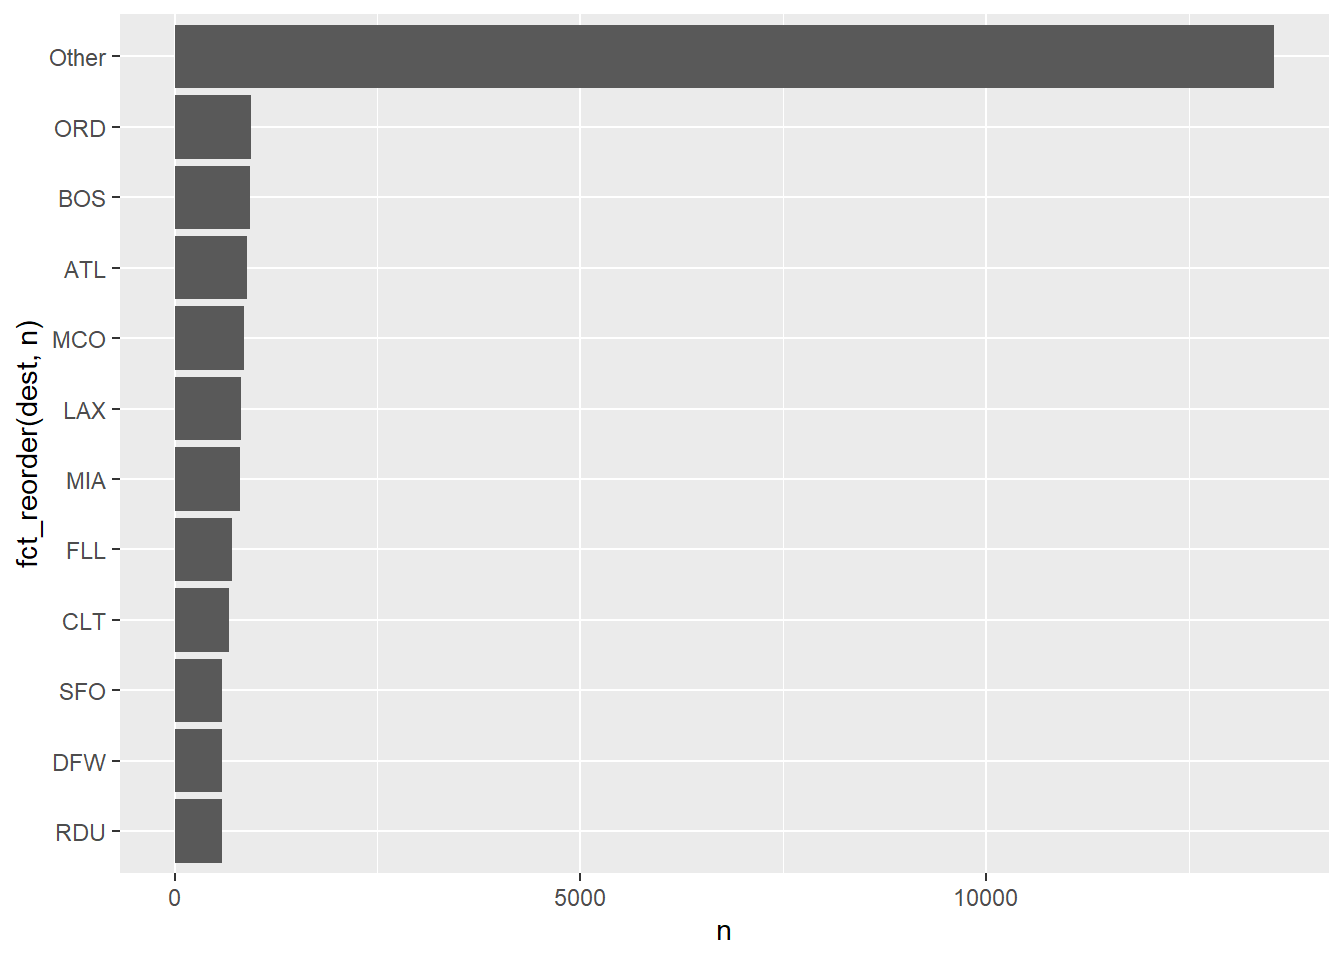 Other
ORD
BOS
ATL
MCO
LAX
MIA
FLL
CLT
SFO
DFW
RDU
fct_reorder(dest, n)
0 5000 10000
n